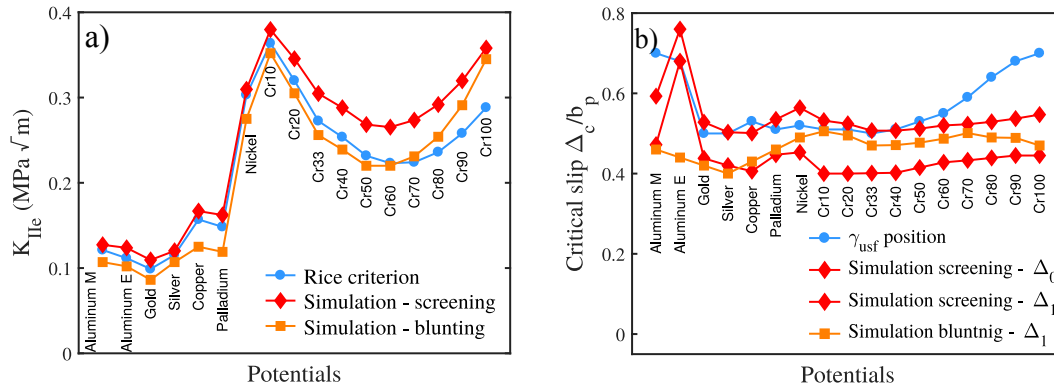 a)
K_IIe (MPa √m)
0.4
0.3
0.2
0.1
0
Aluminum M
Aluminum E
Gold
Silver
Copper
Palladium
Nickel
Cr10
Cr20
Cr33
Cr40
Cr50
Cr60
Cr70
Cr80
Cr90
Cr100
Rice criterion
Simulation - screening
Simulation - blunting
Potentials
b)
Critical slip Δ_c/b_p
0.8
0.6
0.4
0.2
0
Aluminum M
Aluminum E
Gold
Silver
Copper
Palladium
Nickel
Cr10
Cr20
Cr33
Cr40
Cr50
Cr60
Cr70
Cr80
Cr90
Cr100
γ_usf position
Simulation screening - Δ_0
Simulation screening - Δ_1
Simulation bluntnig - Δ_1
Potentials